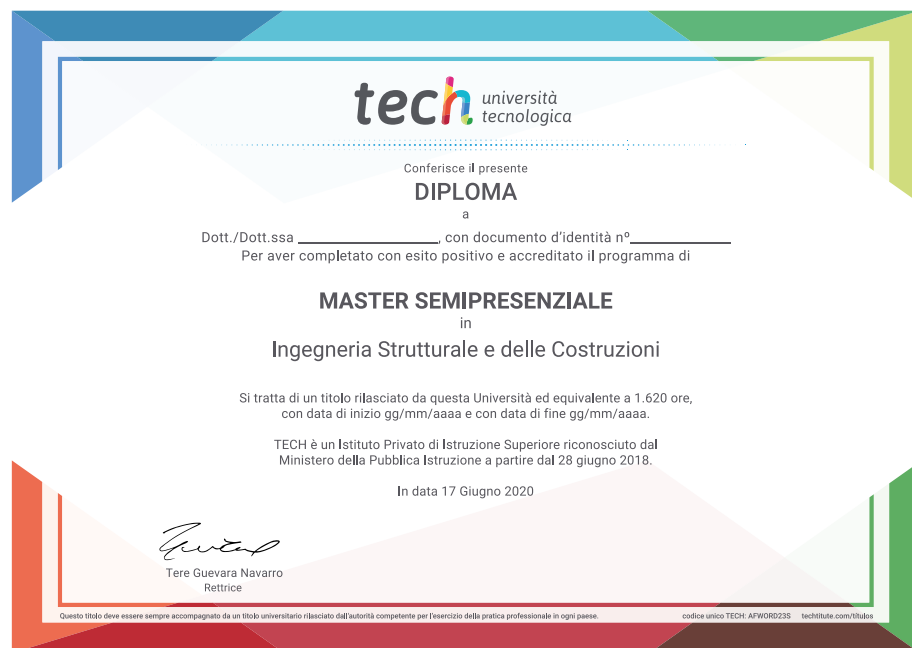 tech università
tecnologica
Conferisce il presente
DIPLOMA
a
Dott./Dott.ssa ____________________, con documento d'identità nº______________
Per aver completato con esito positivo e accreditato il programma di
MASTER SEMIPRESENZIALE
in
Ingegneria Strutturale e delle Costruzioni
Si tratta di un titolo rilasciato da questa Università ed equivalente a 1.620 ore,
con data di inizio gg/mm/aaaa e con data di fine gg/mm/aaaa.
TECH è un Istituto Privato di Istruzione Superiore riconosciuto dal
Ministero della Pubblica Istruzione a partire dal 28 giugno 2018.
In data 17 Giugno 2020
Tere Guevara Navarro
Rettrice
Questo titolo deve essere sempre accompagnato da un titolo universitario rilasciato dall'autorità competente per l'esercizio della pratica professionale in ogni paese. codice unico TECH: AFWORD23S techtitute.com/titulos